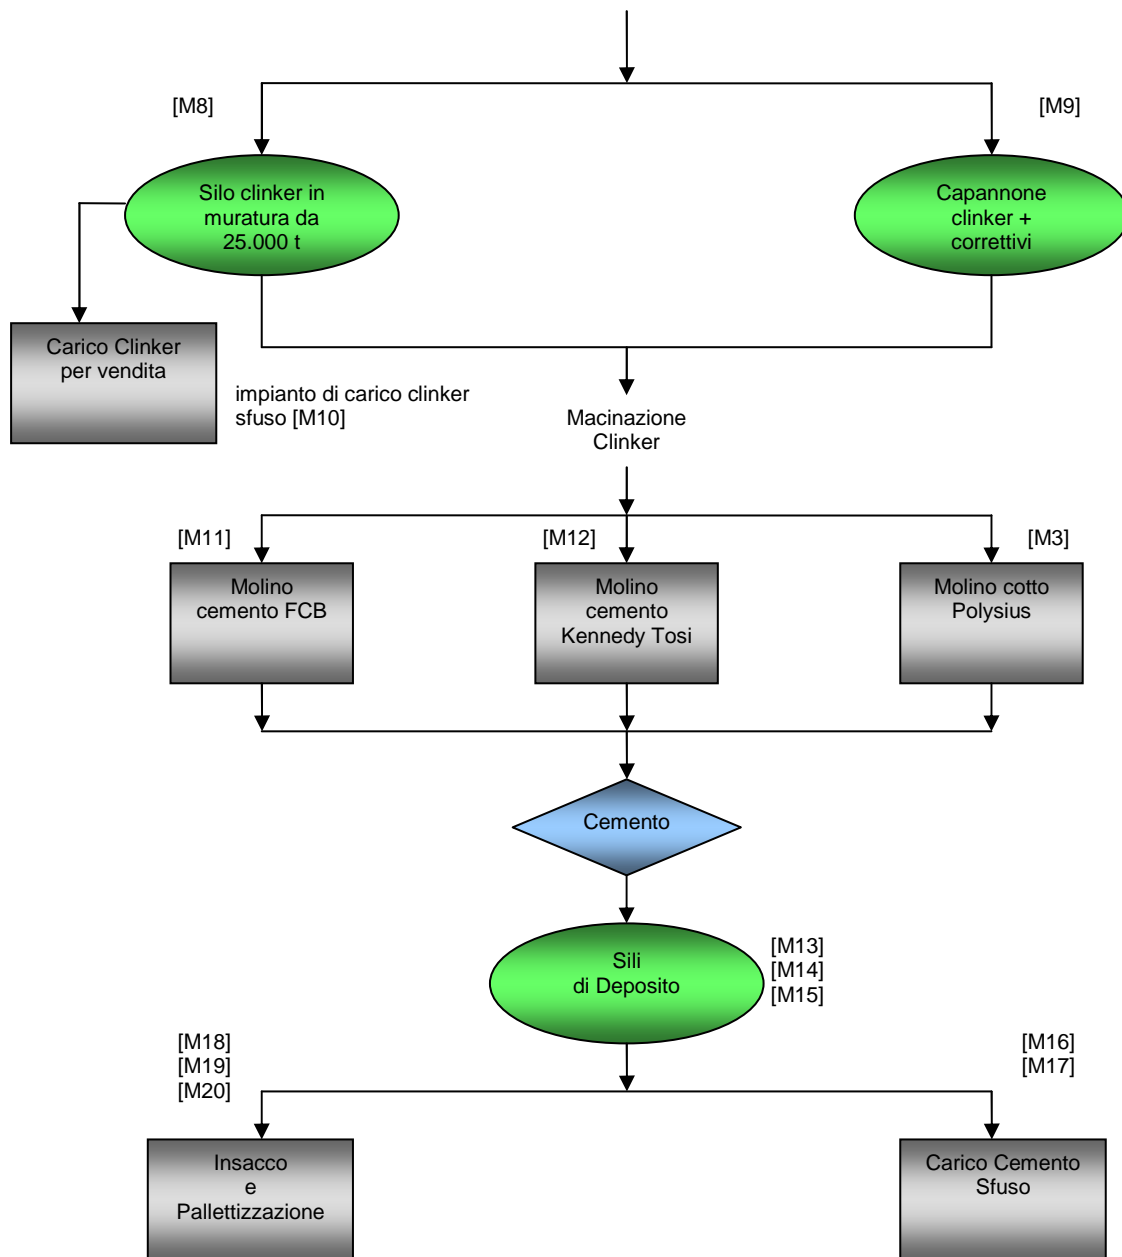 [M8]
[M9]
Silo clinker in
muratura da
25.000 t
Capannone
clinker +
correttivi
Carico Clinker
per vendita
impianto di carico clinker
sfuso [M10]
Macinazione
Clinker
[M11]
[M12]
[M3]
Molino
cemento FCB
Molino
cemento
Kennedy Tosi
Molino cotto
Polysius
Cemento
Sili
di Deposito
[M13]
[M14]
[M15]
[M18]
[M19]
[M20]
[M16]
[M17]
Insacco
e
Pallettizzazione
Carico Cemento
Sfuso